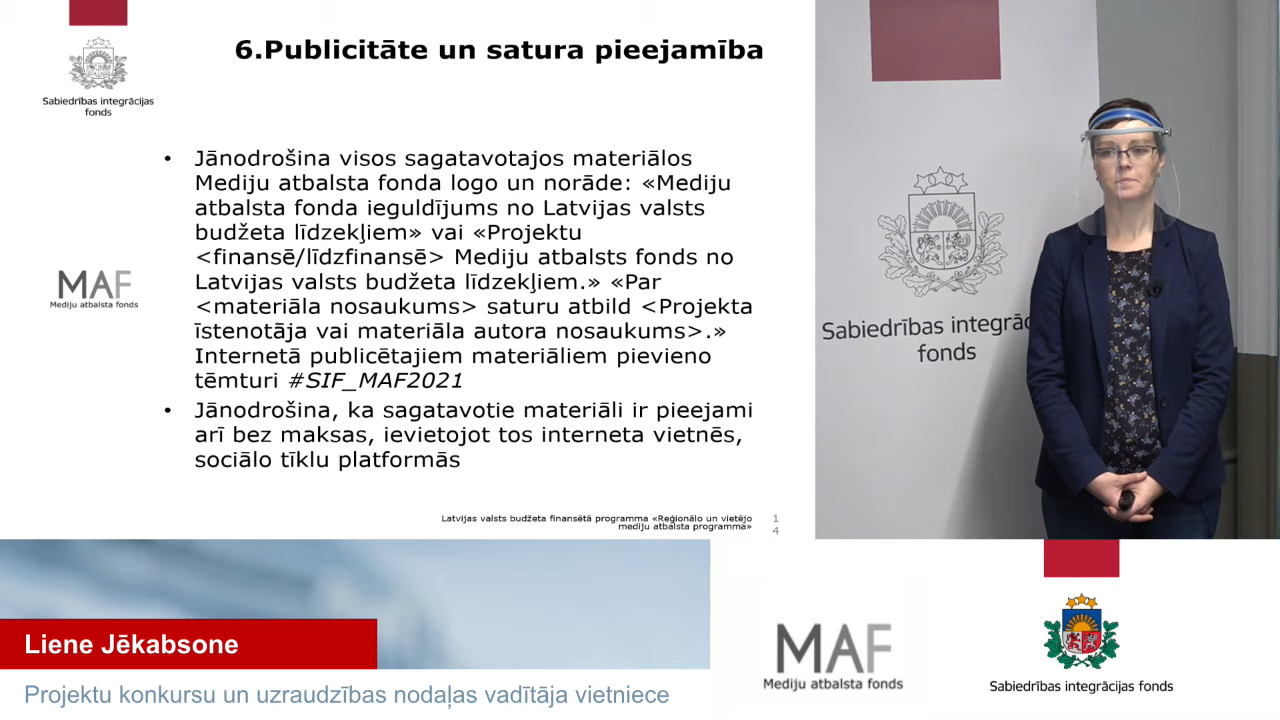 6.Publicitāte un satura pieejamība
Sabiedrības integrācijas
fonds
• Jānodrošina visos sagatavotajos materiālos
Mediju atbalsta fonda logo un norāde: «Mediju
atbalsta fonda ieguldījums no Latvijas valsts
budžeta līdzekļiem» vai «Projektu
<finansē/līdzfinansē> Mediju atbalsts fonds no
Latvijas valsts budžeta līdzekļiem.» «Par
<materiāla nosaukums> saturu atbild <Projekta
īstenotāja vai materiāla autora nosaukums>.»
Internetā publicētajiem materiāliem pievieno
tēmturi #SIF_MAF2021
• Jānodrošina, ka sagatavotie materiāli ir pieejami
arī bez maksas, ievietojot tos interneta vietnēs,
sociālo tīklu platformās
MAF
Mediju atbalsta fonds
Latvijas valsts budžeta finansētā programma «Reģionālo un vietējo
mediju atbalsta programma»
1
4
Sabiedrības integrāc
fonds
Liene Jēkabsone
Projektu konkursu un uzraudzības nodaļas vadītāja vietniece
MAF
Mediju atbalsta fonds
Sabiedrības integrācijas fonds